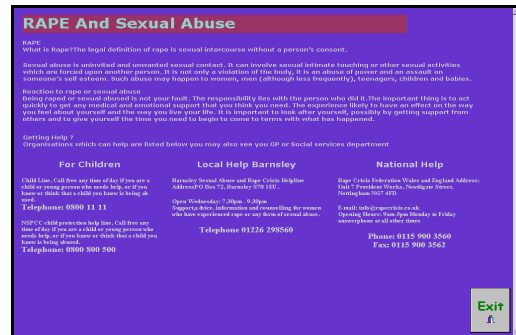 RAPE And Sexual Abuse
RAPE
What is Rape?The legal definition of rape is sexual intercourse without a person's consent.
Sexual abuse is uninvited and unwanted sexual contact. It can involve sexual intimate touching or other sexual activities
which are forced upon another person. It is not only a violation of the body, it is an abuse of power and an assault on
someone's self esteem. Such abuse may happen to women, men (although less frequently), teenagers, children and babies.
Reaction to rape or sexual abuse
Being raped or sexual abused is not your fault. The responsibility lies with the person who did it.The important thing is to act
quickly to get any medical and emotional support that you think you need. The experience likely to have an effect on the way
you feel about yourself and the way you live your life. It is important to look after yourself, possibly by getting support from
others and to give yourself the time you need to begin to come to terms with what has happened.
Getting Help ?
Organisations which can help are listed below you may also see you GP or Social services department
For Children
Child Line, Call free any time of day if you are a
child or young person who needs help, or if you
know or think that a child you know is being ab
used.
Telephone: 0800 11 11
NSPCC child protection help line, Call free any
time of day if you are a child or young person who
needs help, or if you know or think that a child you
know is being abused.
Telephone: 0800 800 500
Local Help Barnsley
Barnsley Sexual Abuse and Rape Crisis Helpline
AddressPO Box 72, Barnsley S70 1EU .
Open Wednesday: 7.30pm - 9.30pm
Support,advice, information and counselling for women
who have experienced rape or any form of sexual abuse.
Telephone 01226 298560
National Help
Rape Crisis Federation Wales and England Address:
Unit 7 Provident Works, Newdigate Street,
Nottingham NG7 4FD
E-mail: info@rapecrisis.co.uk
Opening Hours: 9am-5pm Monday to Friday
answerphone at all other times
Phone: 0115 900 3560
Fax: 0115 900 3562
Exit